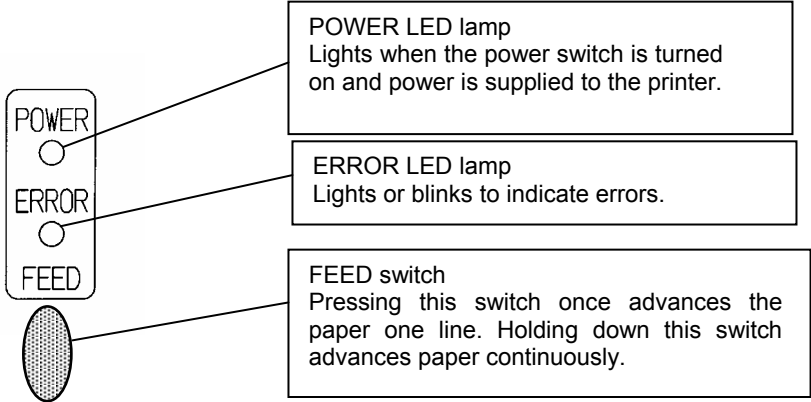 POWER LED lamp
Lights when the power switch is turned
on and power is supplied to the printer.
POWER
ERROR LED lamp
Lights or blinks to indicate errors.
ERROR
FEED
FEED switch
Pressing this switch once advances the
paper one line. Holding down this switch
advances paper continuously.